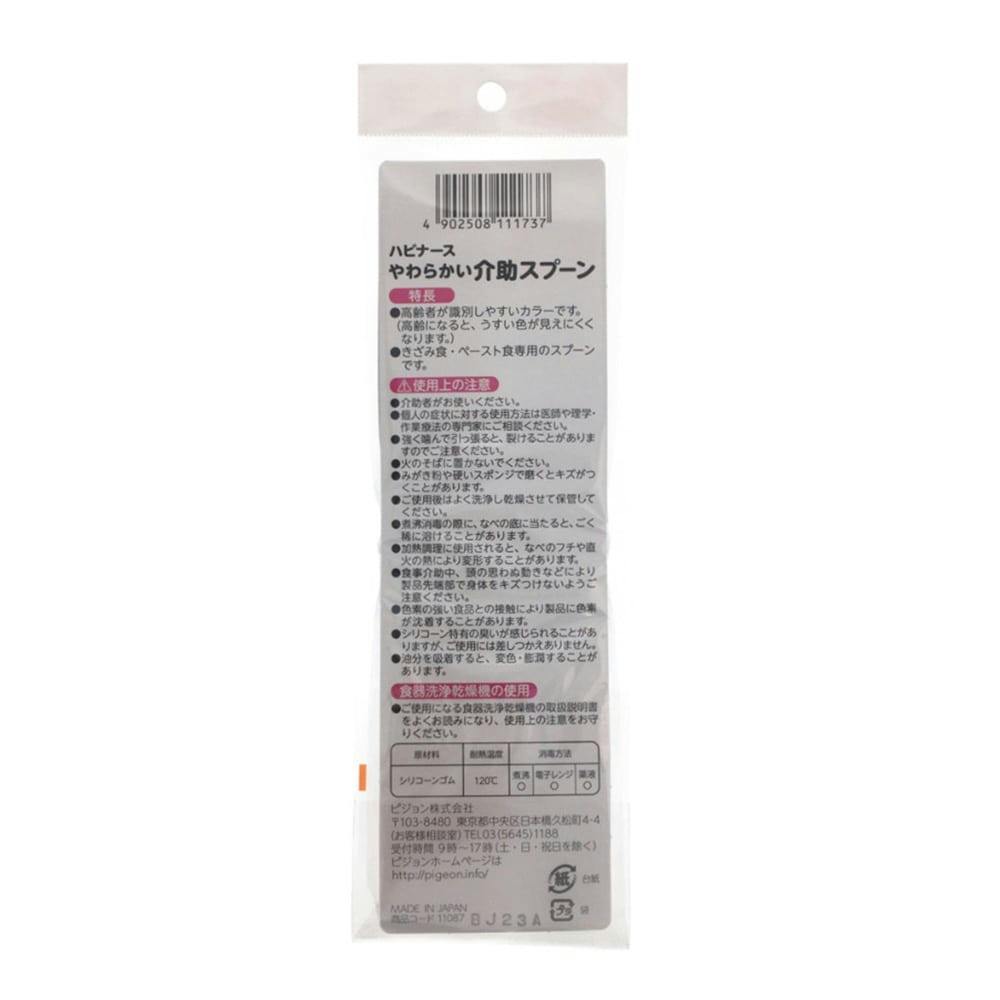 4 902508 111737
ハビナース
やわらかい介助スプーン
特長
●高齢者が識別しやすいカラーです。
(高齢になると、うすい色が見えにくく
なります。)
●きざみ食・ペースト食専用のスプーン
です。
⚠使用上の注意
●介助者がお使いください。
●個人の症状に対する使用方法は医師や理学・
作業療法の専門家にご相談ください。
●強く噛んで引っ張ると、裂けることがありま
すのでご注意ください。
●火のそばに置かないでください。
●みがき粉や硬いスポンジで磨くとキズがつ
くことがあります。
●ご使用後はよく洗浄し乾燥させて保管して
ください。
●煮沸消毒の際に、なべの底に当たると、ごく
稀に溶けることがあります。
●加熱調理に使用されると、なべのフチや直
火の熱により変形することがあります。
●食事介助中、頭の思わぬ動きなどにより
製品先端部で身体をキズつけないようご
注意ください。
●色素の強い食品との接触により製品に色素
が沈着することがあります。
●シリコーン特有の臭いが感じられることがあ
りますが、ご使用には差しつかえありません。
●油分を吸着すると、変色・膨潤することが
あります。
食器洗浄乾燥機の使用
●ご使用になる食器洗浄乾燥機の取扱説明書
をよくお読みになり、使用上の注意をお守
りください。
原材料 耐熱温度 消毒方法
シリコーンゴム 120℃ 煮沸○ 電子レンジ○ 薬液○
ピジョン株式会社
〒103-8480 東京都中央区日本橋久松町4-4
(お客様相談室)TEL03(5645)1188
受付時間 9時〜17時(土・日・祝日を除く)
ピジョンホームページは
http://pigeon.info/
紙 台紙
MADE IN JAPAN
商品コード 11087 BJ23A プラ 袋